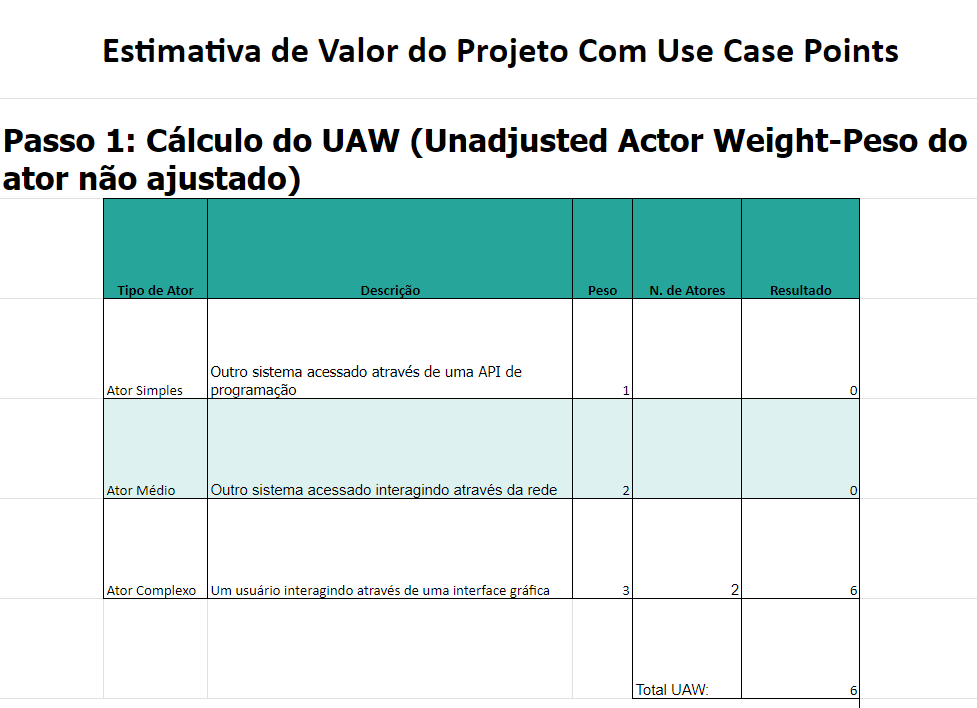 Estimativa de Valor do Projeto Com Use Case Points
Passo 1: Cálculo do UAW (Unadjusted Actor Weight-Peso do
ator não ajustado)
Tipo de Ator Descrição Peso N. de Atores Resultado
Outro sistema acessado através de uma API de
Ator Simples programação 1 0
Ator Médio Outro sistema acessado interagindo através da rede 2 0
Ator Complexo Um usuário interagindo através de uma interface gráfica 3 2 6
Total UAW: 6